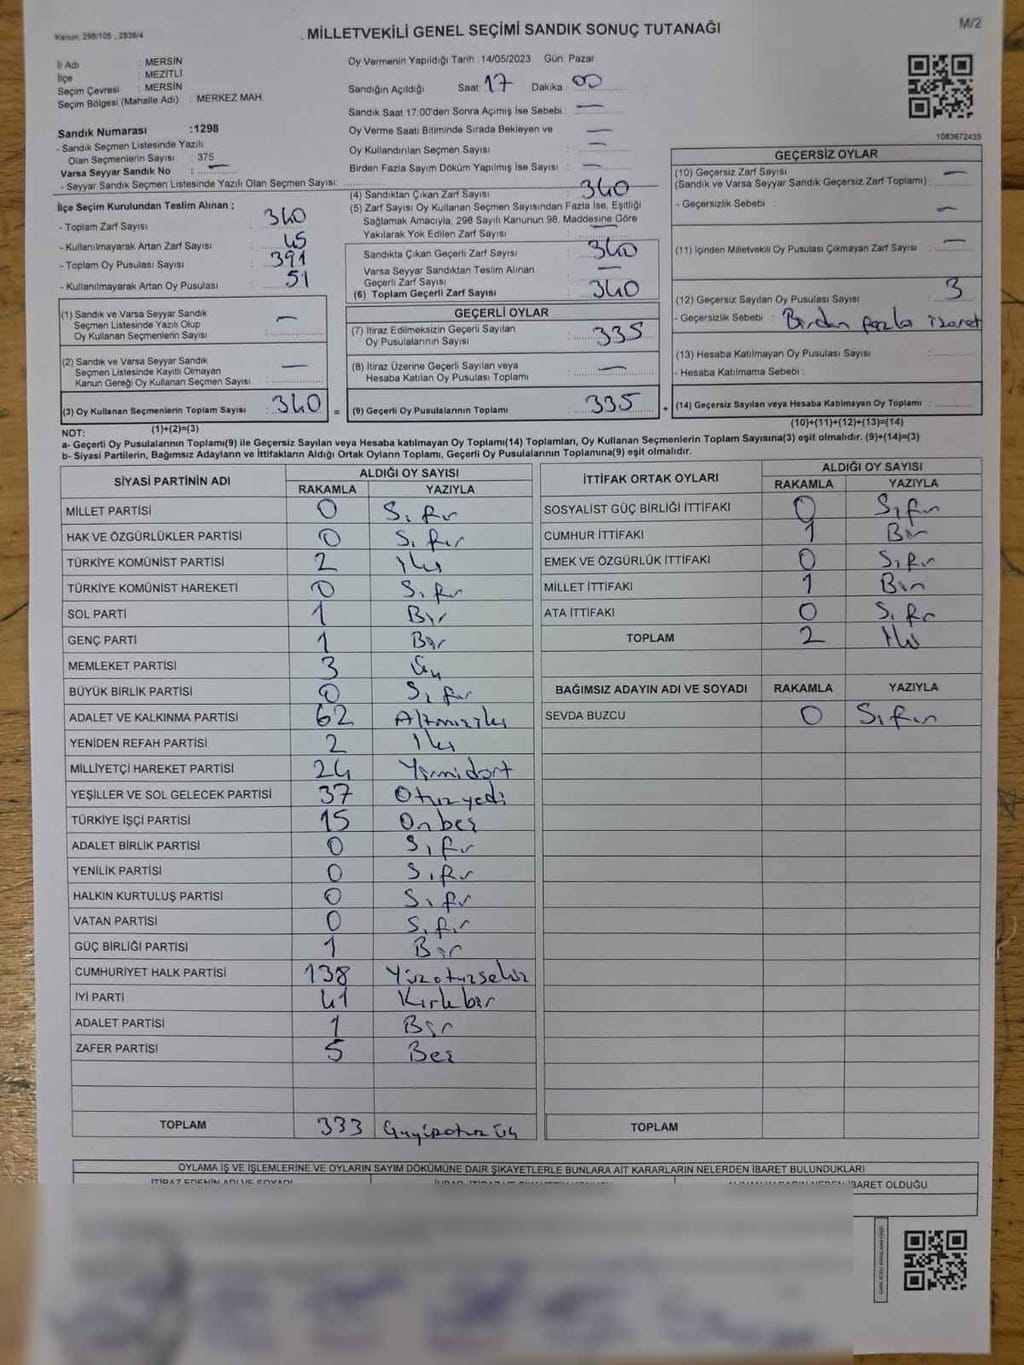 Kanun: 298/105 , 2839/4
MİLLETVEKİLİ GENEL SEÇİMİ SANDIK SONUÇ TUTANAĞI
M/2
İl Adı : MERSİN
İlçe : MEZİTLİ
Seçim Çevresi : MERSİN
Seçim Bölgesi (Mahalle Adı) : MERKEZ MAH.
Sandık Numarası :1298
- Sandık Seçmen Listesinde Yazılı
Olan Seçmenlerin Sayısı : 375
Varsa Seyyar Sandık No : —
- Seyyar Sandık Seçmen Listesinde Yazılı Olan Seçmen Sayısı:
İlçe Seçim Kurulundan Teslim Alınan ;
- Toplam Zarf Sayısı :
- Kullanılmayarak Artan Zarf Sayısı : 45
- Toplam Oy Pusulası Sayısı : 391
- Kullanılmayarak Artan Oy Pusulası : 51
(1) Sandık ve Varsa Seyyar Sandık
Seçmen Listesinde Yazılı Olup
Oy Kullanan Seçmenlerin Sayısı : —
(2) Sandık ve Varsa Seyyar Sandık
Seçmen Listesinde Kayıtlı Olmayan
Kanun Gereği Oy Kullanan Seçmen Sayısı : —
(3) Oy Kullanan Seçmenlerin Toplam Sayısı : 340 =
Oy Vermenin Yapıldığı Tarih :14/05/2023 Gün: Pazar
Sandığın Açıldığı Saat: 17 Dakika 00
Sandık Saat 17:00'den Sonra Açımış İse Sebebi : —
Oy Verme Saati Bitiminde Sırada Bekleyen ve —
Oy Kullandırılan Seçmen Sayısı : —
Birden Fazla Sayım Döküm Yapılmış İse Sayısı : —
(4) Sandıktan Çıkan Zarf Sayısı : 340
(5) Zarf Sayısı Oy Kullanan Seçmen Sayısından Fazla İse, Eşitliği
Sağlamak Amacıyla, 298 Sayılı Kanunun 98. Maddesine Göre
Yakılarak Yok Edilen Zarf Sayısı : —
Sandıkta Çıkan Geçerli Zarf Sayısı : 340
Varsa Seyyar Sandıktan Teslim Alınan
Geçerli Zarf Sayısı : —
(6) Toplam Geçerli Zarf Sayısı : 340
GEÇERLİ OYLAR
(7) İtiraz Edilmeksizin Geçerli Sayılan
Oy Pusulalarının Sayısı : 335
(8) İtiraz Üzerine Geçerli Sayılan veya
Hesaba Katılan Oy Pusulası Toplamı : —
(9) Geçerli Oy Pusulalarının Toplamı : 335 +
1083672435
GEÇERSİZ OYLAR
(10) Geçersiz Zarf Sayısı
(Sandık ve Varsa Seyyar Sandık Geçersiz Zarf Toplamı) : —
- Geçersizlik Sebebi : —
(11) İçinden Milletvekili Oy Pusulası Çıkmayan Zarf Sayısı : —
(12) Geçersiz Sayılan Oy Pusulası Sayısı : 3
- Geçersizlik Sebebi : Birden fazla işaret
(13) Hesaba Katılmayan Oy Pusulası Sayısı :
- Hesaba Katılmama Sebebi :
(14) Geçersiz Sayılan veya Hesaba Katılmayan Oy Toplamı :
NOT: (1)+(2)=(3) (10)+(11)+(12)+(13)=(14)
a- Geçerli Oy Pusulalarının Toplamı(9) ile Geçersiz Sayılan veya Hesaba katılmayan Oy Toplamı(14) Toplamları, Oy Kullanan Seçmenlerin Toplam Sayısına(3) eşit olmalıdır. (9)+(14)=(3)
b- Siyasi Partilerin, Bağımsız Adayların ve İttifakların Aldığı Ortak Oyların Toplamı, Geçerli Oy Pusulalarının Toplamına(9) eşit olmalıdır.
SİYASİ PARTİNİN ADI ALDIĞI OY SAYISI
RAKAMLA YAZIYLA
MİLLET PARTİSİ 0 Sıfır
HAK VE ÖZGÜRLÜKLER PARTİSİ 0 Sıfır
TÜRKİYE KOMÜNİST PARTİSİ 2 iki
TÜRKİYE KOMÜNİST HAREKETİ 0 Sıfır
SOL PARTİ 1 Bir
GENÇ PARTİ 1 Bir
MEMLEKET PARTİSİ 3 Üç
BÜYÜK BİRLİK PARTİSİ 0 Sıfır
ADALET VE KALKINMA PARTİSİ 62 Altmışiki
YENİDEN REFAH PARTİSİ 2 İki
MİLLİYETÇİ HAREKET PARTİSİ 24 Yirmidört
YEŞİLLER VE SOL GELECEK PARTİSİ 37 Otuzyedi
TÜRKİYE İŞÇİ PARTİSİ 15 Onbeş
ADALET BİRLİK PARTİSİ 0 Sıfır
YENİLİK PARTİSİ 0 Sıfır
HALKIN KURTULUŞ PARTİSİ 0 Sıfır
VATAN PARTİSİ 0 Sıfır
GÜÇ BİRLİĞİ PARTİSİ 1 Bir
CUMHURİYET HALK PARTİSİ 138 Yüzotuzsekiz
İYİ PARTİ 41 Kırkbir
ADALET PARTİSİ 1 Bir
ZAFER PARTİSİ 5 Beş
TOPLAM 333 Üçyüzotuz üç
İTTİFAK ORTAK OYLARI ALDIĞI OY SAYISI
RAKAMLA YAZIYLA
SOSYALİST GÜÇ BİRLİĞİ İTTİFAKI 0 Sıfır
CUMHUR İTTİFAKI 1 Bir
EMEK VE ÖZGÜRLÜK İTTİFAKI 0 Sıfır
MİLLET İTTİFAKI 1 Bir
ATA İTTİFAKI 0 Sıfır
TOPLAM 2 İki
BAĞIMSIZ ADAYIN ADI VE SOYADI RAKAMLA YAZIYLA
SEVDA BUZCU 0 Sıfır
TOPLAM
OYLAMA İŞ VE İŞLEMLERİNE VE OYLARIN SAYIM DÖKÜMÜNE DAİR ŞİKAYETLERLE BUNLARA AİT KARARLARIN NELERDEN İBARET BULUNDUKLARI
İTİRAZ EDENİN ADI VE SOYADI
İBARET OLDUĞU